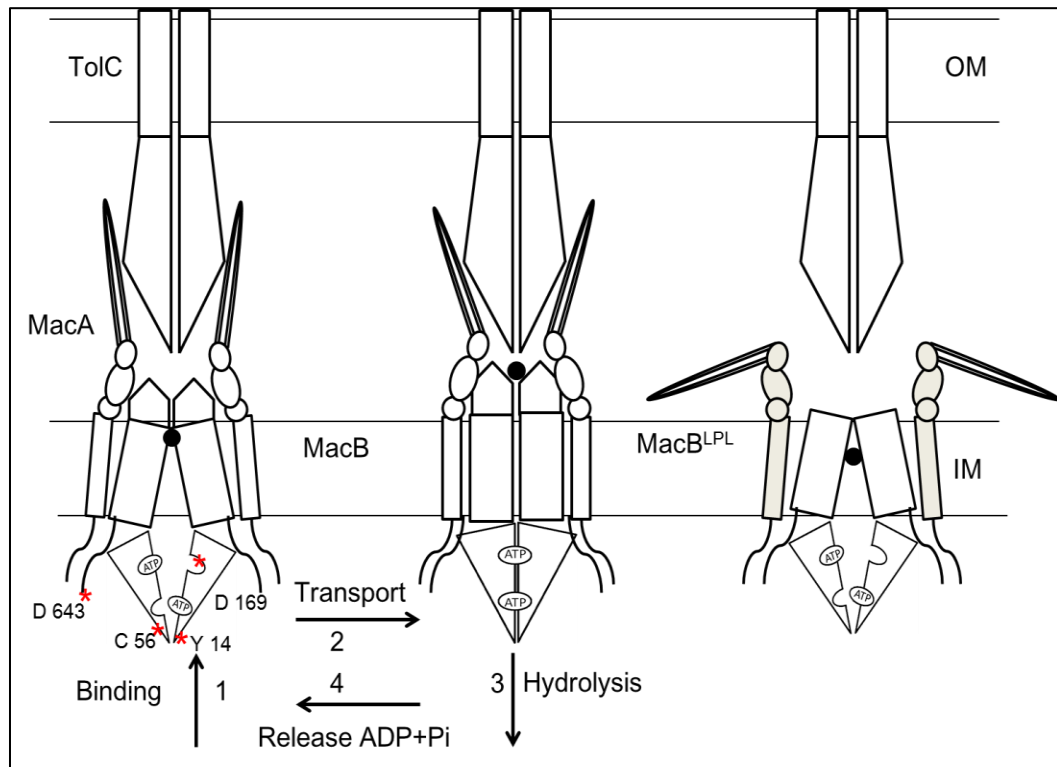 TolC
OM
MacA
MacB
MacB^LPL
IM
ATP
ATP
ATP
ATP
ATP
ATP
D 643
D 169
C 56
Y 14
Transport
2
Binding
1
4
3
Hydrolysis
Release ADP+Pi